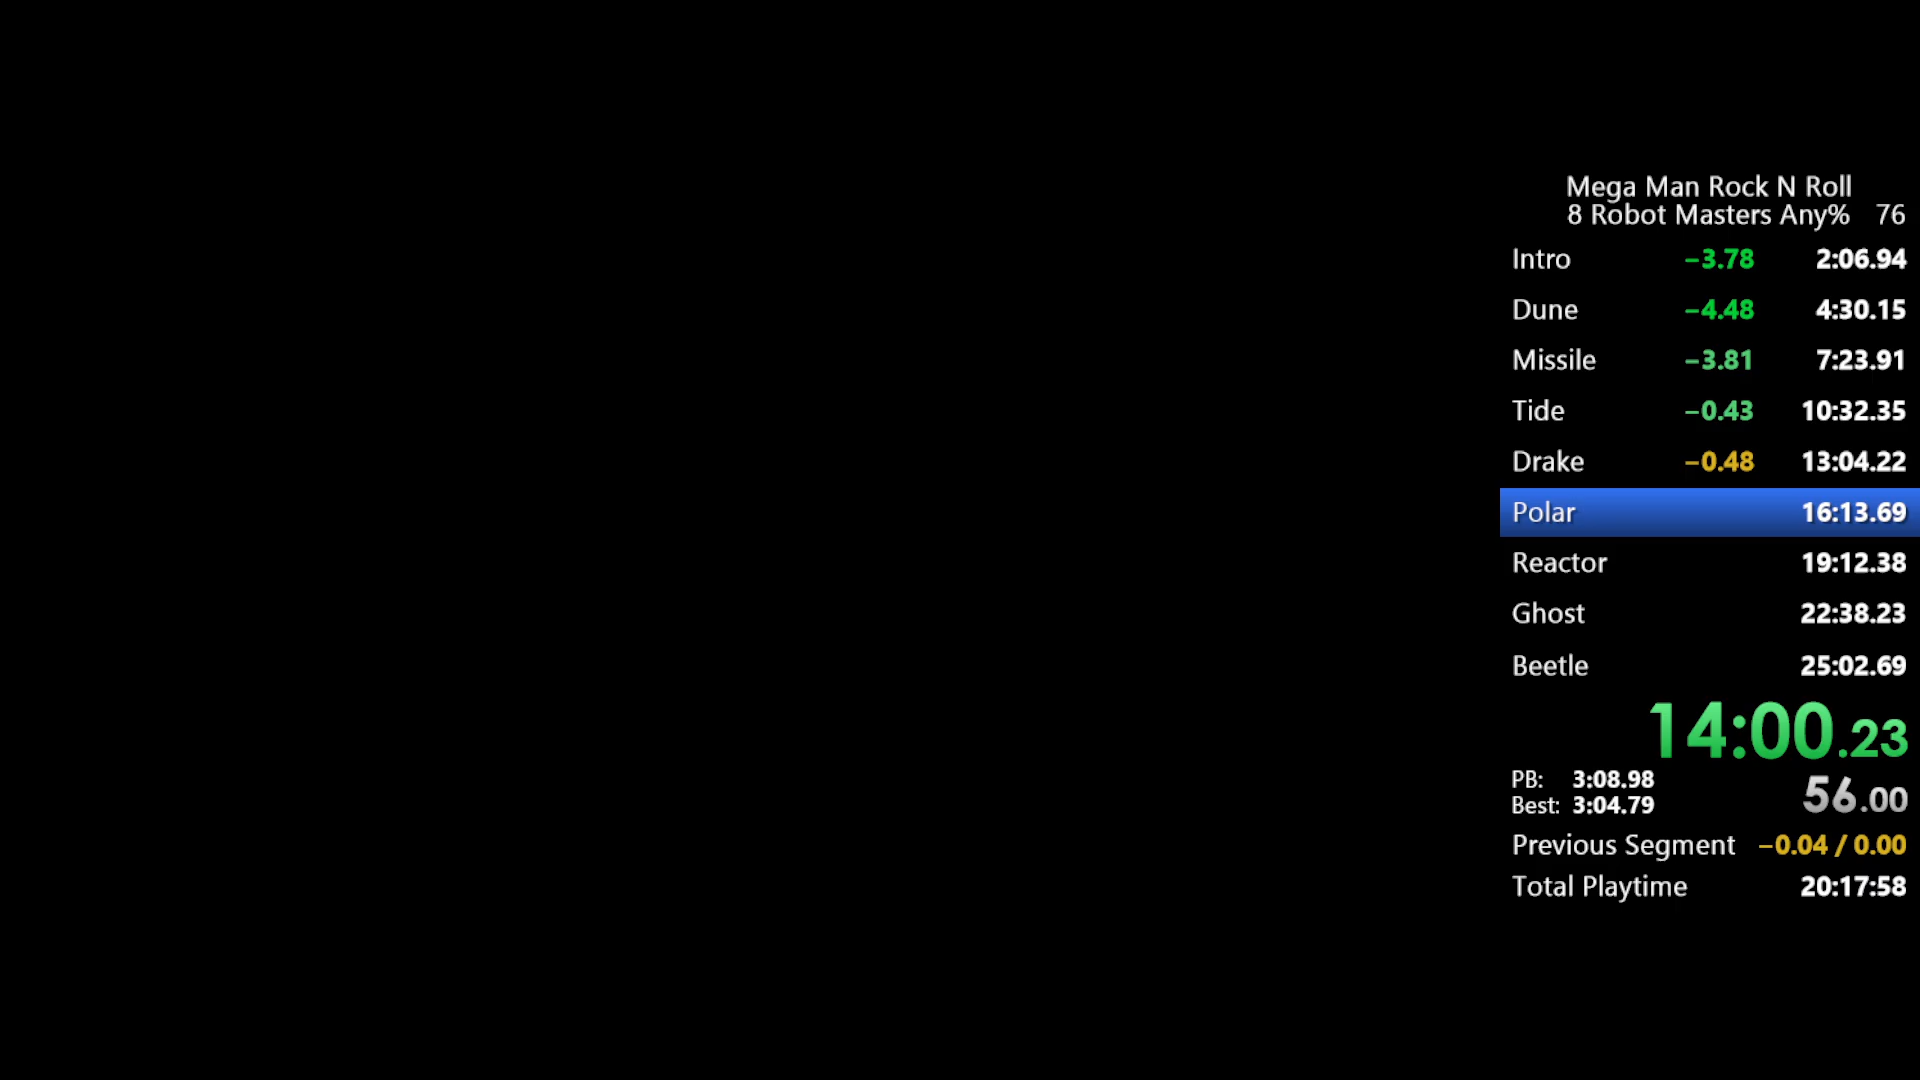 Mega Man Rock N Roll
8 Robot Masters Any% 76
Intro −3.78 2:06.94
Dune −4.48 4:30.15
Missile −3.81 7:23.91
Tide −0.43 10:32.35
Drake −0.48 13:04.22
Polar 16:13.69
Reactor 19:12.38
Ghost 22:38.23
Beetle 25:02.69
14:00.23
PB: 3:08.98
56.00
Best: 3:04.79
Previous Segment −0.04 / 0.00
Total Playtime 20:17:58